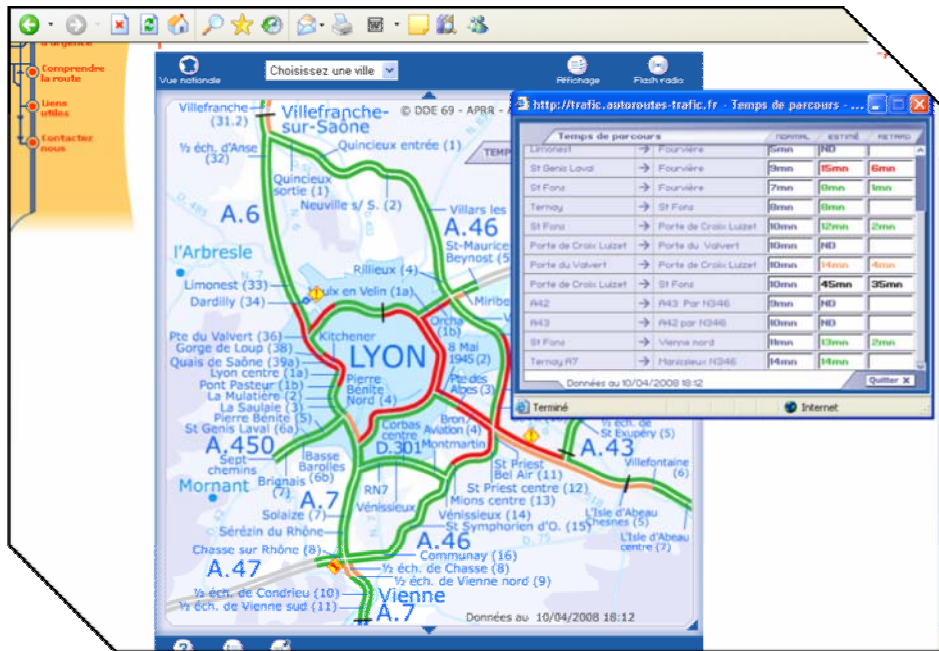 d'urgence
Comprendre
la route
Liens
utiles
Contactez
nous
Vue nationale
Choisissez une ville
Affichage
Flash radio
© DDE 69 - APRR -
TEMP
Villefranche
(31.2)
Villefranche-
sur-Saône
½ éch. d'Anse
(32)
Quincieux entrée (1)
Quincieux
sortie (1)
Neuville s/ S. (2)
A.6
Villars les
A.46
St-Maurice
Beynost (5
l'Arbresle
N. 7
Rillieux (4)
Limonest (33)
Dardilly (34)
ulx en Velin (1a)
Miribe
Orcha
(1b)
Pte du Valvert (36)
Kitchener
Gorge de Loup (38)
LYON
8 Mai
1945 (2)
Quais de Saône (39a)
Lyon centre (1a)
Pont Pasteur (1b)
La Mulatière (2)
La Saulaie (3)
Pierre Bénite (5)
St Genis Laval (6a)
Pierre
Bénite
Nord (4)
Pte des
Alpes (3)
Corbas
centre
D.301
Bron
Aviation (4)
Montmartin
½ éch. de
St Exupéry (5)
A.43
A.450
Sept
chemins
Basse
Barolles
(6b)
Brignais
(7)
Mornant
A.7
RN7
Vénissieux
St Priest
Bel Air (11)
St Priest centre (12)
Mions centre (13)
Villefontaine
(6)
Solaize (7)
Vénissieux (14)
St Symphorien d'O. (15)
L'Isle d'Abeau
Chesnes (5)
Sérézin du Rhône
A.46
D. 75
L'Isle d'Abeau
centre (7)
Chasse sur Rhône (8)
Communay (16)
A.47
½ éch. de Chasse (8)
½ éch. de Vienne nord (9)
½ éch. de Condrieu (10)
Vienne
½ éch. de Vienne sud (11)
A.7
Données au 10/04/2008 18:12
http://trafic.autoroutes-trafic.fr - Temps de parcours - ...
Temps de parcours NORMAL ESTIMÉ RETARD
Limonest → Fourvière 5mn ND
St Genis Laval → Fourvière 9mn 15mn 6mn
St Fons → Fourvière 7mn 8mn 1mn
Ternay → St Fons 8mn 8mn
St Fons → Porte de Croix Luizet 10mn 12mn 2mn
Porte de Croix Luizet → Porte du Valvert 10mn ND
Porte du Valvert → Porte de Croix Luizet 10mn 14mn 4mn
Porte de Croix Luizet → St Fons 10mn 45mn 35mn
A42 → A43 Par N346 9mn ND
A43 → A42 par N346 10mn ND
St Fons → Vienne nord 11mn 13mn 2mn
Ternay A7 → Manissieux N346 14mn 14mn
Données au 10/04/2008 18:12
Quitter X
Terminé
Internet